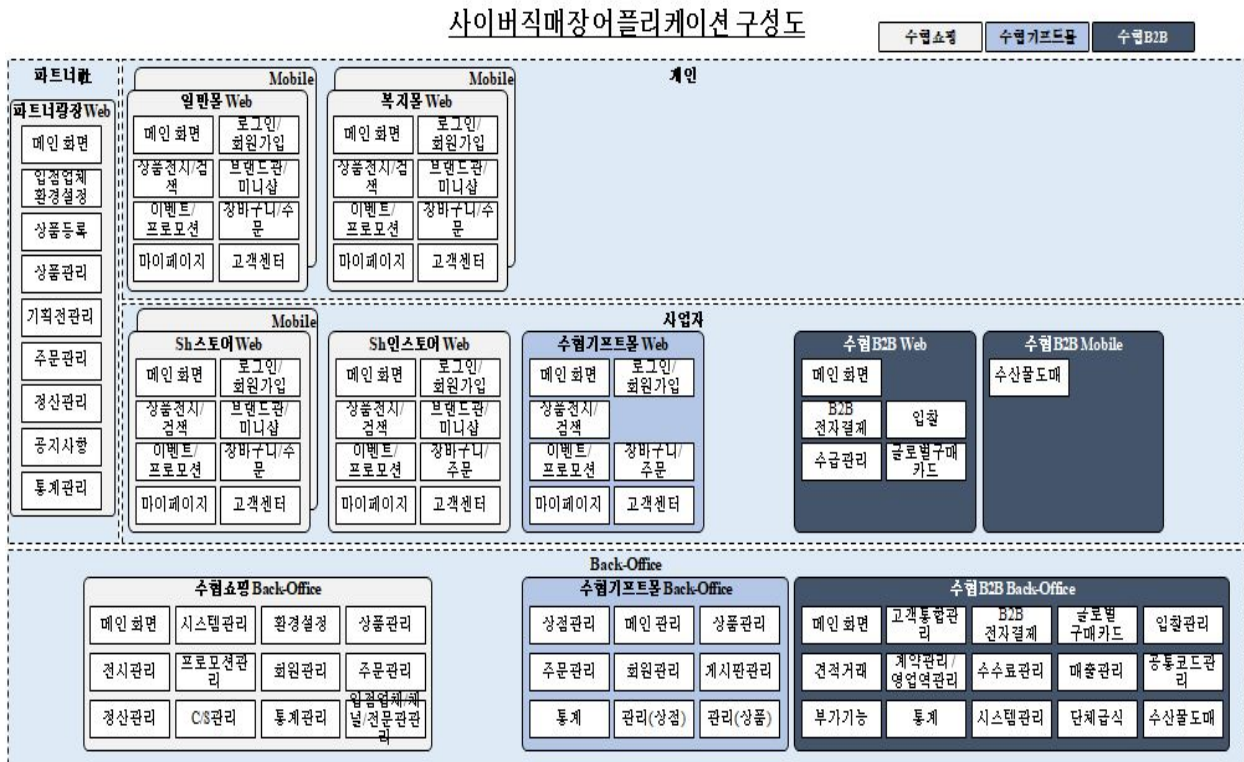 사이버직매장 어플리케이션 구성도
수협쇼핑
수협기프트몰
수협B2B
파트너社
파트너광장 Web
메인 화면
입점업체
환경설정
상품등록
상품관리
기획전관리
주문관리
정산관리
공지사항
통계관리
개인
Mobile
일반몰 Web
메인 화면
로그인/
회원가입
상품전시/검
색
브랜드관/
미니샵
이벤트/
프로모션
장바구니/주
문
마이페이지
고객센터
Mobile
복지몰 Web
메인 화면
로그인/
회원가입
상품전시/검
색
브랜드관/
미니샵
이벤트/
프로모션
장바구니/주
문
마이페이지
고객센터
사업자
Mobile
Sh스토어 Web
메인 화면
로그인/
회원가입
상품전시/
검색
브랜드관/
미니샵
이벤트/
프로모션
장바구니/주
문
마이페이지
고객센터
Sh인스토어 Web
메인 화면
로그인/
회원가입
상품전시/
검색
브랜드관/
미니샵
이벤트/
프로모션
장바구니/
주문
마이페이지
고객센터
수협기프트몰 Web
메인 화면
로그인/
회원가입
상품전시/
검색
이벤트/
프로모션
장바구니/
주문
마이페이지
고객센터
수협B2B Web
메인 화면
B2B
전자결제
입찰
수급관리
글로벌구매
카드
수협B2B Mobile
수산물도매
Back-Office
수협쇼핑 Back-Office
메인 화면
시스템관리
환경설정
상품관리
전시관리
프로모션관
리
회원관리
주문관리
정산관리
C/S관리
통계관리
입점업체/채
널/전문관관
리
수협기프트몰 Back-Office
상점관리
메인 관리
상품관리
주문관리
회원관리
게시판관리
통계
관리(상점)
관리(상품)
수협B2B Back-Office
메인 화면
고객통합관
리
B2B
전자결제
글로벌
구매카드
입찰관리
견적거래
계약관리/
영업역관리
수수료관리
매출관리
공통코드관
리
부가기능
통계
시스템관리
단체급식
수산물도매